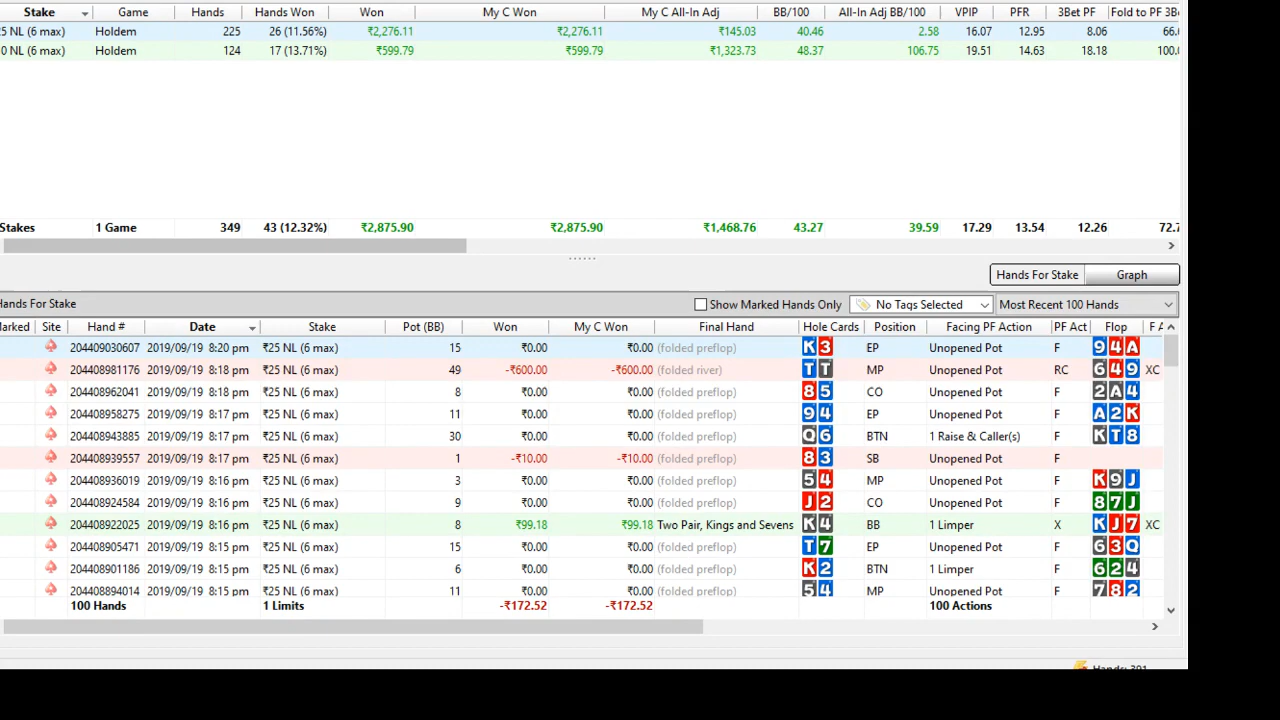 Stake Game Hands Hands Won Won My C Won My C All-In Adj BB/100 All-In Adj BB/100 VPIP PFR 3Bet PF Fold to PF 3B
5 NL (6 max) Holdem 225 26 (11.56%) ₹2,276.11 ₹2,276.11 ₹145.03 40.46 2.58 16.07 12.95 8.06 66.
0 NL (6 max) Holdem 124 17 (13.71%) ₹599.79 ₹599.79 ₹1,323.73 48.37 106.75 19.51 14.63 18.18 100.
Stakes 1 Game 349 43 (12.32%) ₹2,875.90 ₹2,875.90 ₹1,468.76 43.27 39.59 17.29 13.54 12.26 72.7
Hands For Stake Graph
Hands For Stake Show Marked Hands Only No Tags Selected Most Recent 100 Hands
Marked Site Hand # Date Stake Pot (BB) Won My C Won Final Hand Hole Cards Position Facing PF Action PF Act Flop F A
204409030607 2019/09/19 8:20 pm ₹25 NL (6 max) 15 ₹0.00 ₹0.00 (folded preflop) K 3 EP Unopened Pot F 9 4 A
204408981176 2019/09/19 8:18 pm ₹25 NL (6 max) 49 -₹600.00 -₹600.00 (folded river) T T MP Unopened Pot RC 6 4 9 XC
204408962041 2019/09/19 8:18 pm ₹25 NL (6 max) 8 ₹0.00 ₹0.00 (folded preflop) 8 5 CO Unopened Pot F 2 A 4
204408958275 2019/09/19 8:17 pm ₹25 NL (6 max) 11 ₹0.00 ₹0.00 (folded preflop) 9 4 EP Unopened Pot F A 2 K
204408943885 2019/09/19 8:17 pm ₹25 NL (6 max) 30 ₹0.00 ₹0.00 (folded preflop) Q 6 BTN 1 Raise & Caller(s) F K T 8
204408939937 2019/09/19 8:17 pm ₹25 NL (6 max) 1 -₹10.00 -₹10.00 (folded preflop) 8 3 SB Unopened Pot F
204408936019 2019/09/19 8:16 pm ₹25 NL (6 max) 3 ₹0.00 ₹0.00 (folded preflop) 5 4 MP Unopened Pot F K 9 J
204408924584 2019/09/19 8:16 pm ₹25 NL (6 max) 9 ₹0.00 ₹0.00 (folded preflop) J 2 CO Unopened Pot F 8 7 J
204408922025 2019/09/19 8:16 pm ₹25 NL (6 max) 8 ₹99.18 ₹99.18 Two Pair, Kings and Sevens K 4 BB 1 Limper X K J 7 XC
204408905471 2019/09/19 8:15 pm ₹25 NL (6 max) 15 ₹0.00 ₹0.00 (folded preflop) T 7 EP Unopened Pot F 6 3 Q
204408901186 2019/09/19 8:15 pm ₹25 NL (6 max) 6 ₹0.00 ₹0.00 (folded preflop) K 2 BTN 1 Limper F 6 2 4
204408894014 2019/09/19 8:15 pm ₹25 NL (6 max) 11 ₹0.00 ₹0.00 (folded preflop) 5 4 MP Unopened Pot F 7 8 2
100 Hands 1 Limits -₹172.52 -₹172.52 100 Actions